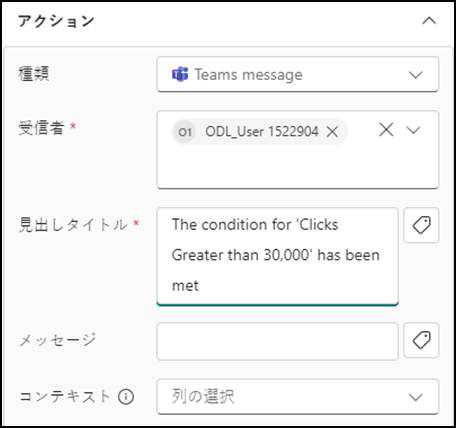 アクション
種類
Teams message
受信者 *
O1 ODL_User 1522904
見出しタイトル *
The condition for 'Clicks
Greater than 30,000' has been
met
メッセージ
コンテキスト
列の選択